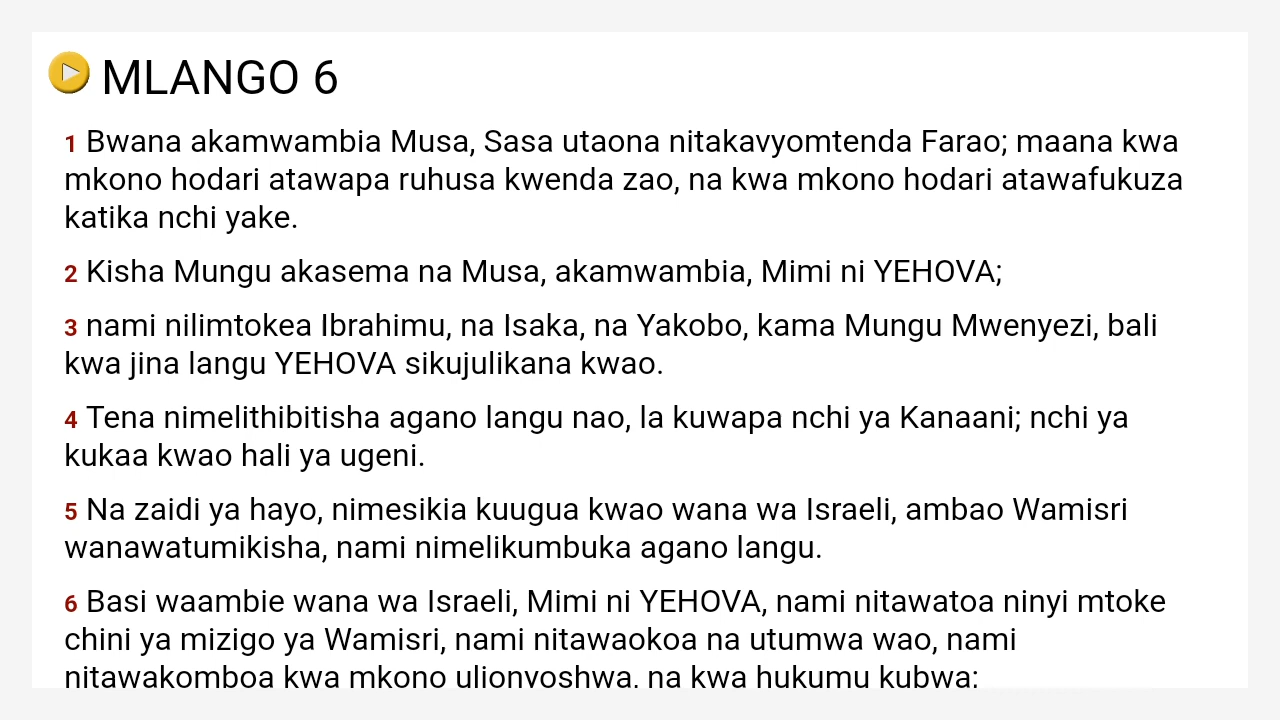 MLANGO 6
1 Bwana akamwambia Musa, Sasa utaona nitakavyomtenda Farao; maana kwa
mkono hodari atawapa ruhusa kwenda zao, na kwa mkono hodari atawafukuza
katika nchi yake.
2 Kisha Mungu akasema na Musa, akamwambia, Mimi ni YEHOVA;
3 nami nilimtokea Ibrahimu, na Isaka, na Yakobo, kama Mungu Mwenyezi, bali
kwa jina langu YEHOVA sikujulikana kwao.
4 Tena nimelithibitisha agano langu nao, la kuwapa nchi ya Kanaani; nchi ya
kukaa kwao hali ya ugeni.
5 Na zaidi ya hayo, nimesikia kuugua kwao wana wa Israeli, ambao Wamisri
wanawatumikisha, nami nimelikumbuka agano langu.
6 Basi waambie wana wa Israeli, Mimi ni YEHOVA, nami nitawatoa ninyi mtoke
chini ya mizigo ya Wamisri, nami nitawaokoa na utumwa wao, nami
nitawakomboa kwa mkono ulionyoshwa, na kwa hukumu kubwa;